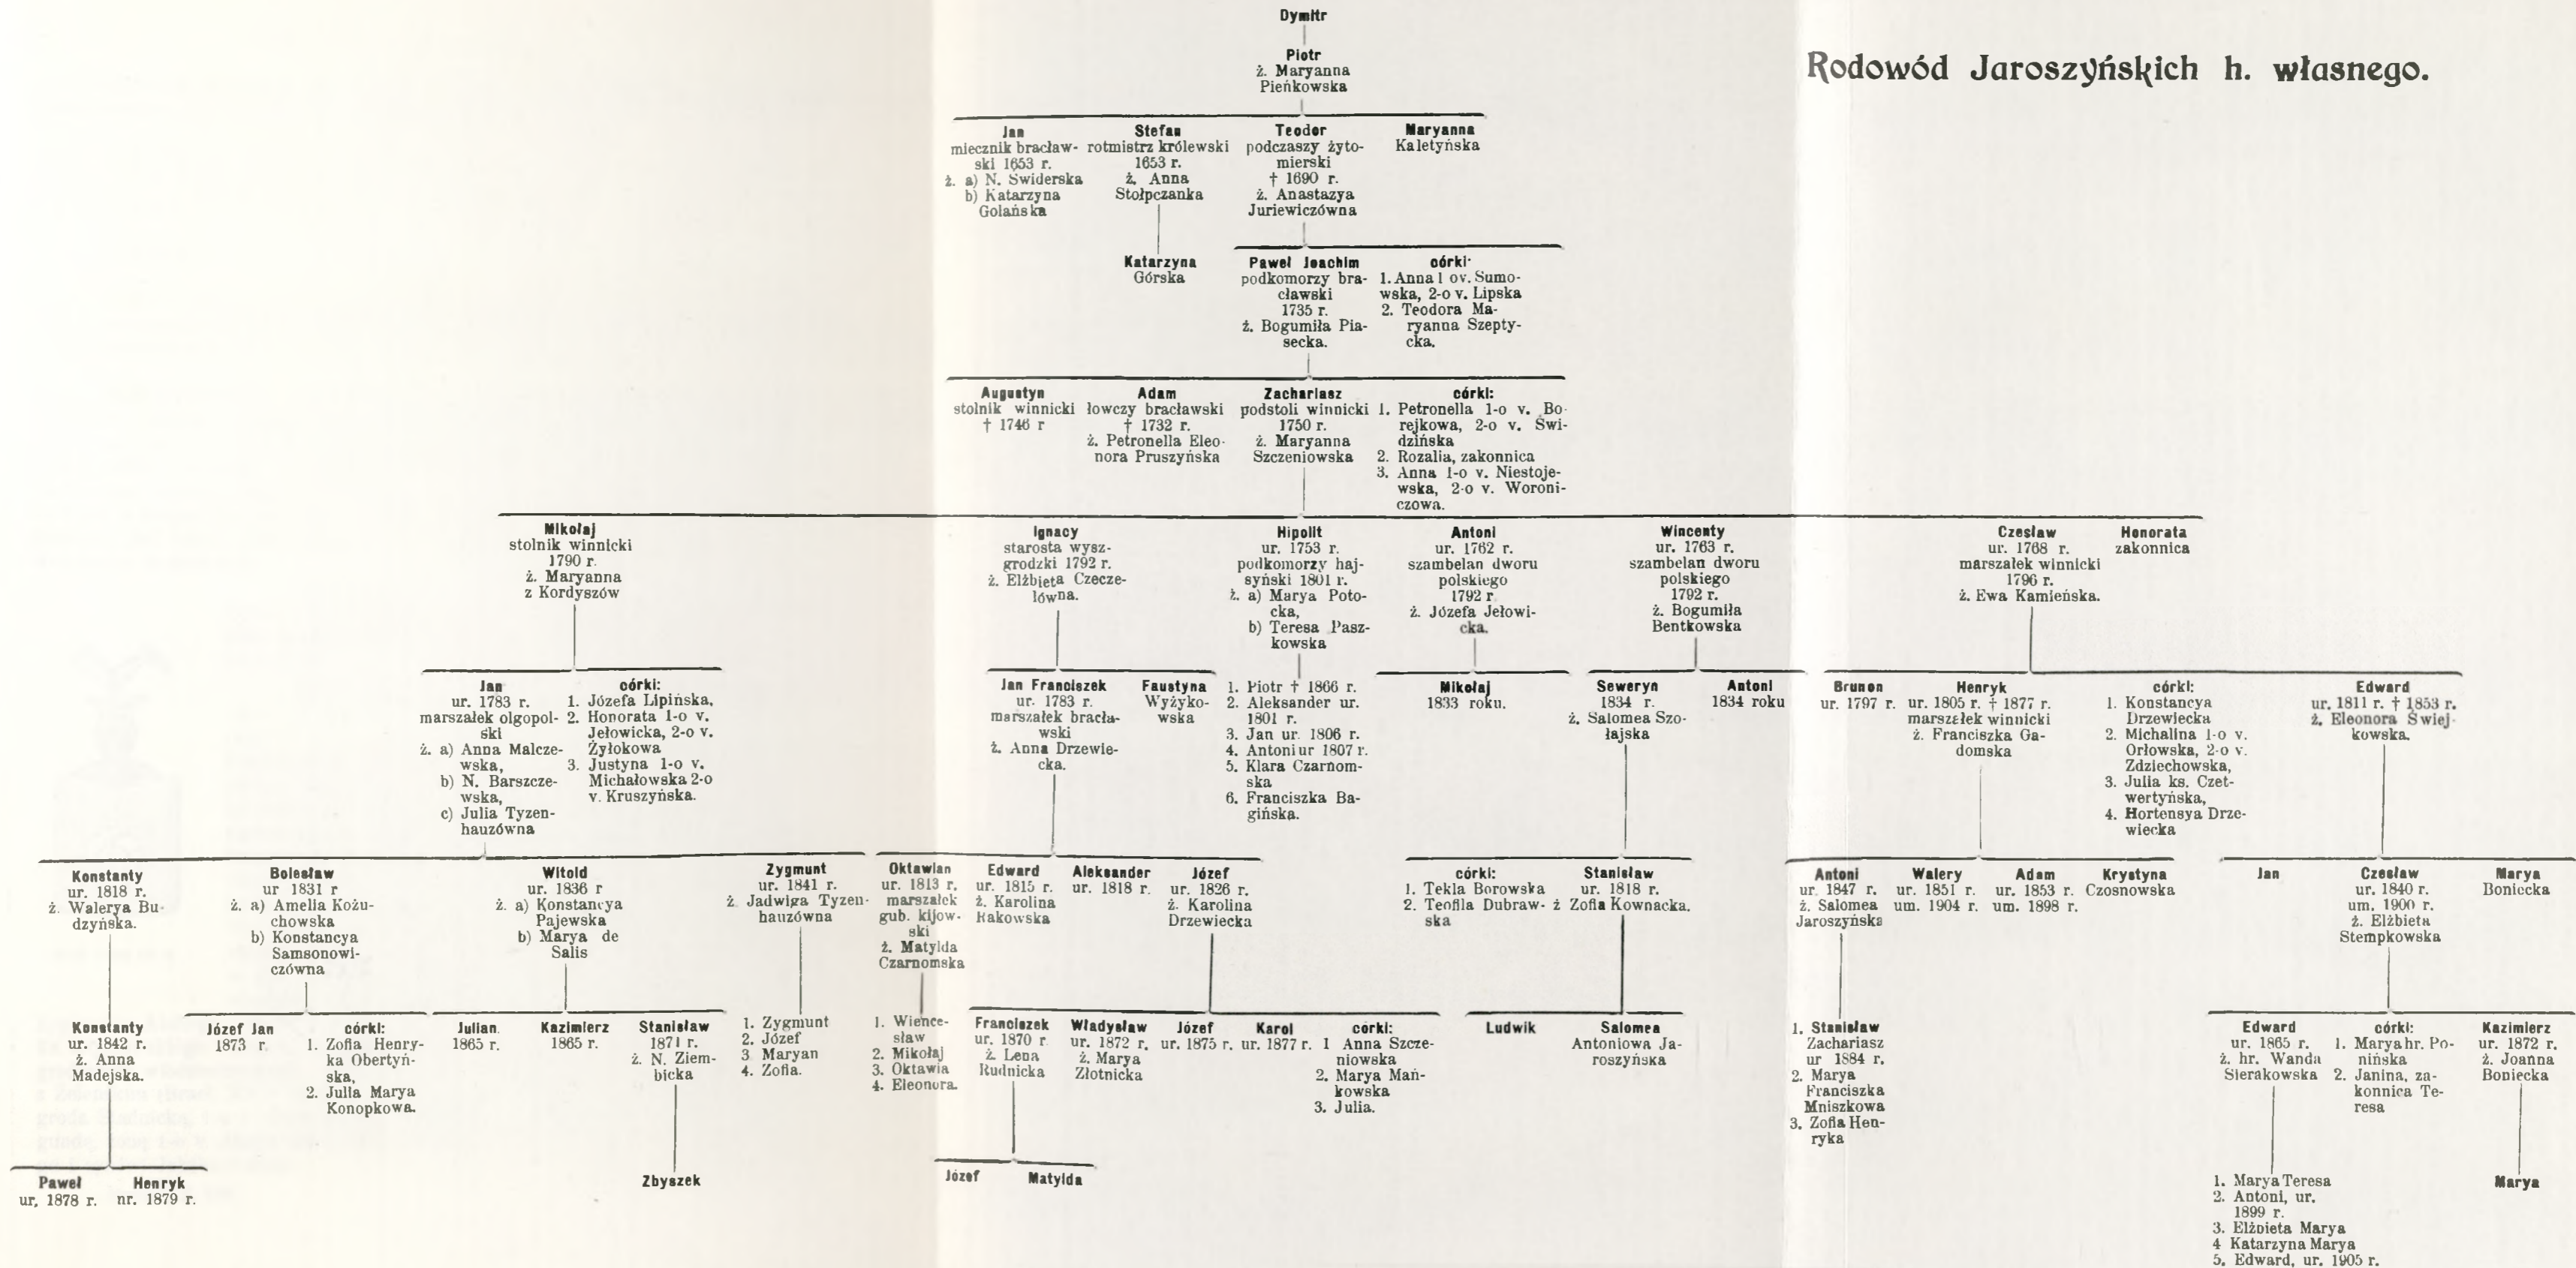 Dymitr
Piotr
ż. Maryanna
Pieńkowska
Rodowód Jaroszyńskich h. własnego.
Jan
miecznik bracław-
ski 1653 r.
ż. a) N. Swiderska
b) Katarzyna
Golańska
Stefan
rotmistrz królewski
1653 r.
ż. Anna
Stołpczanka
Teodor
podczaszy żyto-
mierski
† 1690 r.
ż. Anastazya
Juriewiczówna
Maryanna
Kaletyńska
Katarzyna
Górska
Paweł Joachim
podkomorzy bra-
cławski
1735 r.
ż. Bogumiła Pia-
secka.
córki
1. Anna 1 ov. Sumo-
wska, 2-o v. Lipska
2. Teodora Ma-
ryanna Szepty-
cka.
Augustyn
stolnik winnicki
† 1746 r
Adam
łowczy bracławski
† 1732 r.
ż. Petronella Eleo-
nora Pruszyńska
Zachariasz
podstoli winnicki
1750 r.
ż. Maryanna
Szczeniowska
córki:
1. Petronella 1-o v. Bo-
rejkowa, 2-o v. Swi-
dzińska
2. Rozalia, zakonnica
3. Anna 1-o v. Niestoje-
wska, 2-o v. Woroni-
czowa.
Mikołaj
stolnik winnicki
1790 r.
ż. Maryanna
z Kordyszów
Ignacy
starosta wysz-
grodzki 1792 r.
ż. Elżbieta Czecze-
lówna.
Hipolit
ur. 1753 r.
podkomorzy haj-
syński 1801 r.
ż. a) Marya Poto-
cka,
b) Teresa Pasz-
kowska
Antoni
ur. 1762 r.
szambelan dworu
polskiego
1792 r
ż. Józefa Jełowi-
cka.
Wincenty
ur. 1763 r.
szambelan dworu
polskiego
1792 r.
ż. Bogumiła
Bentkowska
Czesław
ur. 1768 r.
marszałek winnicki
1796 r.
ż. Ewa Kamieńska.
Honorata
zakonnica
Jan
ur. 1783 r.
marszałek olgopol-
ski
ż. a) Anna Malcze-
wska,
b) N. Barszcze-
wska,
c) Julia Tyzen-
hauzówna
córki:
1. Józefa Lipińska,
2. Honorata 1-o v.
Jełowicka, 2-o v.
Żyłokowa
3. Justyna 1-o v.
Michałowska 2-o
v. Kruszyńska.
Jan Franciszek
ur. 1783 r.
marszałek bracła-
wski
ż. Anna Drzewie-
cka.
Faustyna
Wyżyko-
wska
1. Piotr † 1866 r.
2. Aleksander ur.
1801 r.
3. Jan ur. 1806 r.
4. Antoni ur 1807 r.
5. Klara Czarnom-
ska
6. Franciszka Ba-
gińska.
Mikołaj
1833 roku.
Seweryn
1834 r.
ż. Salomea Szo-
łajska
Antoni
1834 roku
Brunon
ur. 1797 r.
Henryk
ur. 1805 r. † 1877 r.
marszałek winnicki
ż. Franciszka Ga-
domska
córki:
1. Konstancya
Drzewiecka
2. Michalina 1-o v.
Orłowska, 2-o v.
Zdziechowska,
3. Julia ks. Czet-
wertyńska,
4. Hortensya Drze-
wiecka
Edward
ur. 1811 r. † 1853 r.
ż. Eleonora Swiej-
kowska.
Konstanty
ur. 1818 r.
ż. Walerya Bu-
dzyńska.
Bolesław
ur 1831 r
ż. a) Amelia Kożu-
chowska
b) Konstancya
Samsonowi-
czówna
Witold
ur. 1836 r
ż. a) Konstancya
Pajewska
b) Marya de
Salis
Zygmunt
ur. 1841 r.
ż. Jadwiga Tyzen-
hauzówna
Oktawian
ur. 1813 r.
marszałek
gub. kijow-
ski
ż. Matylda
Czarnomska
Edward
ur. 1815 r.
ż. Karolina
Rakowska
Aleksander
ur. 1818 r.
Józef
ur. 1826 r.
ż. Karolina
Drzewiecka
córki:
1. Tekla Borowska
2. Teofila Dubraw-
ska
Stanisław
ur. 1818 r.
ż Zofia Kownacka.
Antoni
ur. 1847 r.
ż. Salomea
Jaroszyńska
Walery
ur. 1851 r.
um. 1904 r.
Adam
ur. 1853 r.
um. 1898 r.
Krystyna
Czosnowska
Jan
Czesław
ur. 1840 r.
um. 1900 r.
ż. Elżbieta
Stempkowska
Marya
Boniecka
Konstanty
ur. 1842 r.
ż. Anna
Madejska.
Józef Jan
1873 r.
córki:
1. Zofia Henry-
ka Obertyń-
ska,
2. Julia Marya
Konopkowa.
Julian
1865 r.
Kazimierz
1865 r.
Stanisław
1871 r.
ż. N. Ziem-
bicka
1. Zygmunt
2. Józef
3 Maryan
4. Zofia.
1. Wience-
sław
2. Mikołaj
3. Oktawia
4. Eleonora.
Franciszek
ur. 1870 r
ż. Lena
Rudnicka
Władysław
ur. 1872 r.
ż. Marya
Złotnicka
Józef
ur. 1875 r.
Karol
ur. 1877 r.
córki:
1 Anna Szcze-
niowska
2. Marya Mań-
kowska
3. Julia.
Ludwik
Salomea
Antoniowa Ja-
roszyńska
1. Stanisław
Zachariasz
ur 1884 r.
2. Marya
Franciszka
Mniszkowa
3. Zofia Hen-
ryka
Edward
ur. 1865 r.
ż. hr. Wanda
Sierakowska
córki:
1. Marya hr. Po-
nińska
2. Janina, za-
konnica Te-
resa
Kazimierz
ur. 1872 r.
ż. Joanna
Boniecka
Paweł
ur, 1878 r.
Henryk
nr. 1879 r.
Zbyszek
Józef
Matylda
1. Marya Teresa
2. Antoni, ur.
1899 r.
3. Elżbieta Marya
4 Katarzyna Marya
5. Edward, ur. 1905 r.
Marya